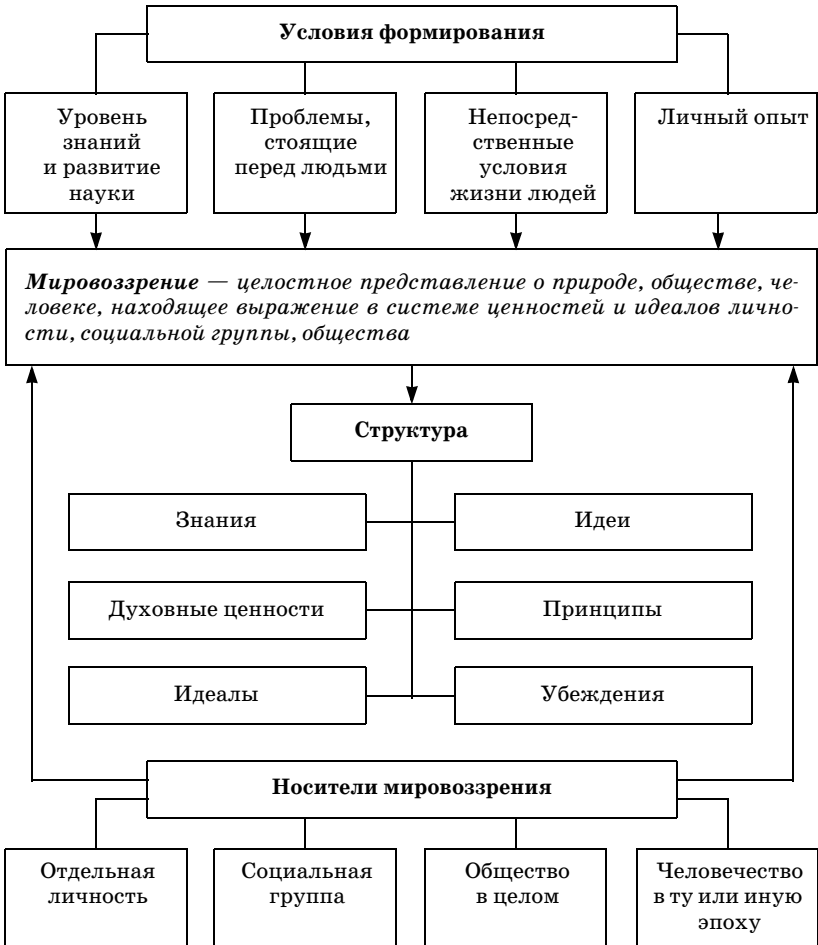 Условия формирования
Уровень
знаний
и развитие
науки
Проблемы,
стоящие
перед людьми
Непосред-
ственные
условия
жизни людей
Личный опыт
Мировоззрение — целостное представление о природе, обществе, че-
ловеке, находящее выражение в системе ценностей и идеалов лично-
сти, социальной группы, общества
Структура
Знания
Идеи
Духовные ценности
Принципы
Идеалы
Убеждения
Носители мировоззрения
Отдельная
личность
Социальная
группа
Общество
в целом
Человечество
в ту или иную
эпоху